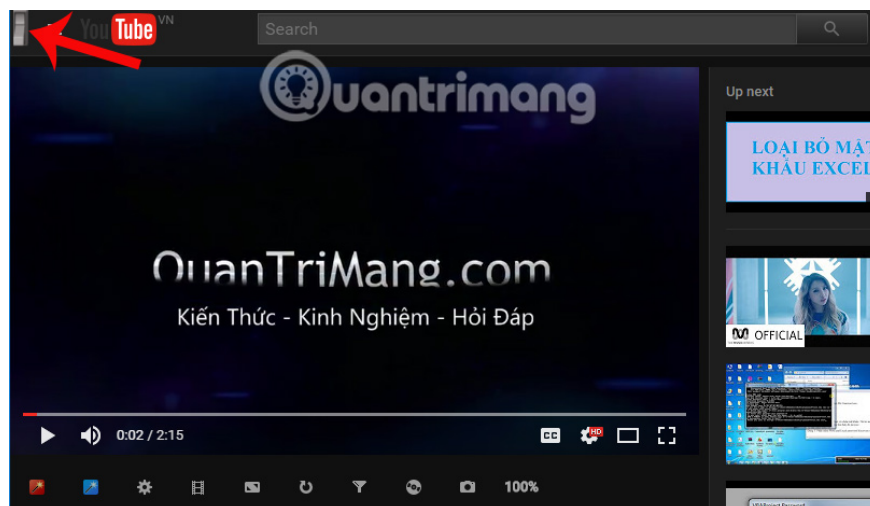 YouTube VN
Search
Quantrimang
Up next
LOẠI BỎ MẬT
KHẨU EXCEL
QuanTriMang.com
Kiến Thức - Kinh Nghiệm - Hỏi Đáp
OFFICIAL
CC
HD
0:02 / 2:15
100%